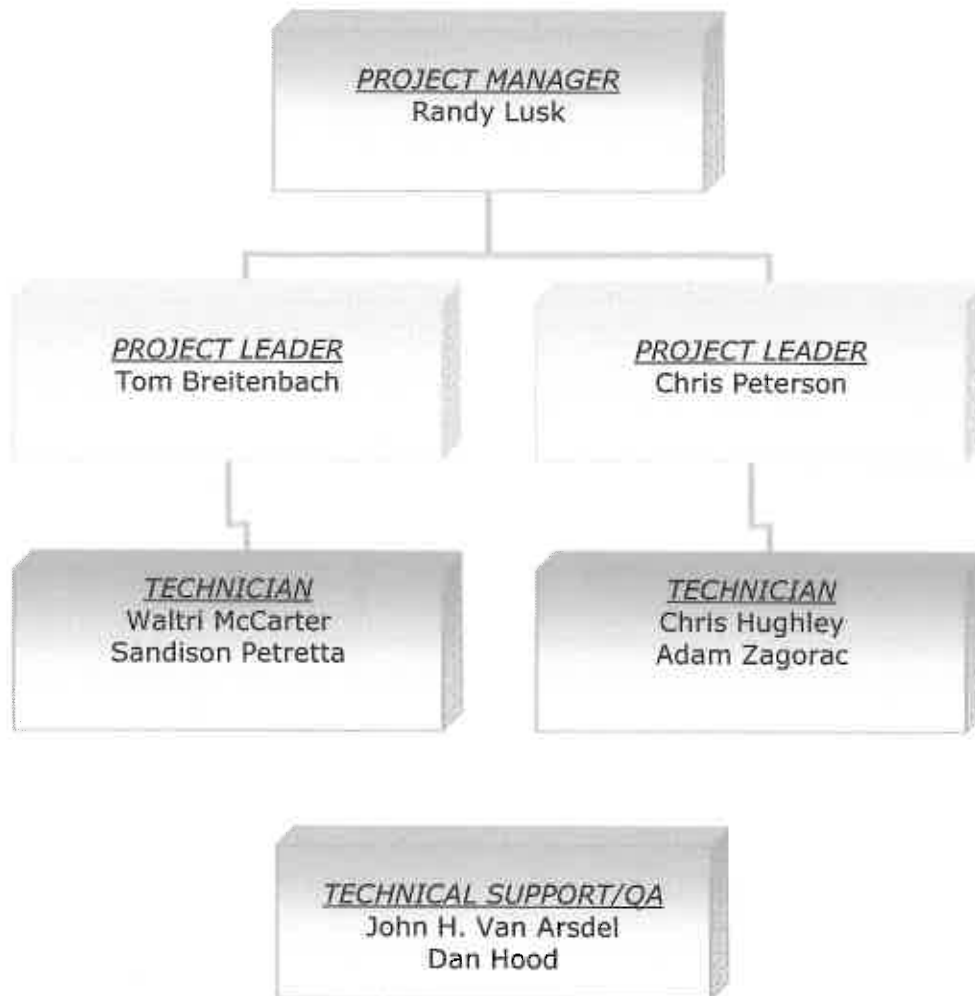 PROJECT MANAGER
Randy Lusk
PROJECT LEADER
Tom Breitenbach
PROJECT LEADER
Chris Peterson
TECHNICIAN
Waltri McCarter
Sandison Petretta
TECHNICIAN
Chris Hughley
Adam Zagorac
TECHNICAL SUPPORT/QA
John H. Van Arsdel
Dan Hood